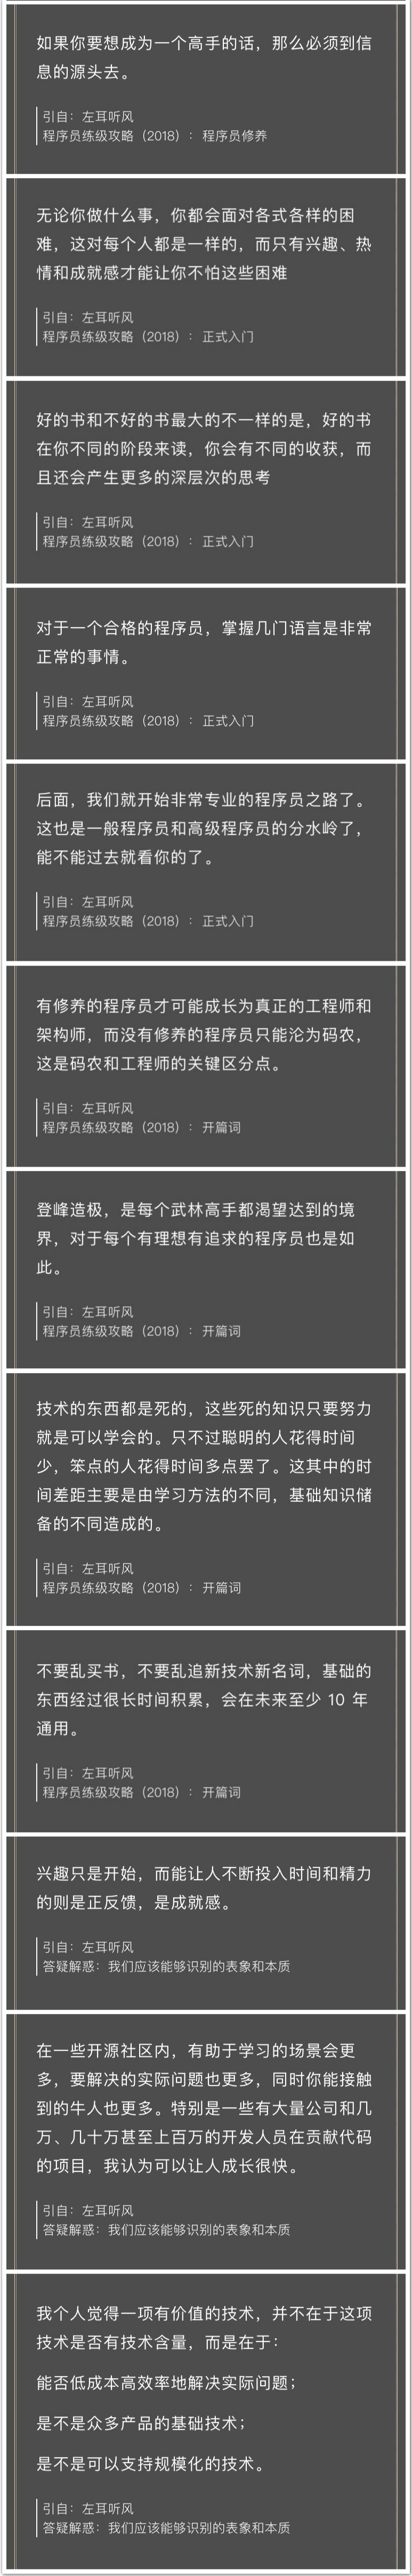 如果你要想成为一个高手的话，那么必须到信
息的源头去。
引自：左耳听风
程序员练级攻略（2018）：程序员修养
无论你做什么事，你都会面对各式各样的困
难，这对每个人都是一样的，而只有兴趣、热
情和成就感才能让你不怕这些困难
引自：左耳听风
程序员练级攻略（2018）：正式入门
好的书和不好的书最大的不一样的是，好的书
在你不同的阶段来读，你会有不同的收获，而
且还会产生更多的深层次的思考
引自：左耳听风
程序员练级攻略（2018）：正式入门
对于一个合格的程序员，掌握几门语言是非常
正常的事情。
引自：左耳听风
程序员练级攻略（2018）：正式入门
后面，我们就开始非常专业的程序员之路了。
这也是一般程序员和高级程序员的分水岭了，
能不能过去就看你的了。
引自：左耳听风
程序员练级攻略（2018）：正式入门
有修养的程序员才可能成长为真正的工程师和
架构师，而没有修养的程序员只能沦为码农，
这是码农和工程师的关键区分点。
引自：左耳听风
程序员练级攻略（2018）：开篇词
登峰造极，是每个武林高手都渴望达到的境
界，对于每个有理想有追求的程序员也是如
此。
引自：左耳听风
程序员练级攻略（2018）：开篇词
技术的东西都是死的，这些死的知识只要努力
就是可以学会的。只不过聪明的人花得时间
少，笨点的人花得时间多点罢了。这其中的时
间差距主要是由学习方法的不同，基础知识储
备的不同造成的。
引自：左耳听风
程序员练级攻略（2018）：开篇词
不要乱买书，不要乱追新技术新名词，基础的
东西经过很长时间积累，会在未来至少 10 年
通用。
引自：左耳听风
程序员练级攻略（2018）：开篇词
兴趣只是开始，而能让人不断投入时间和精力
的则是正反馈，是成就感。
引自：左耳听风
答疑解惑：我们应该能够识别的表象和本质
在一些开源社区内，有助于学习的场景会更
多，要解决的实际问题也更多，同时你能接触
到的牛人也更多。特别是一些有大量公司和几
万、几十万甚至上百万的开发人员在贡献代码
的项目，我认为可以让人成长很快。
引自：左耳听风
答疑解惑：我们应该能够识别的表象和本质
我个人觉得一项有价值的技术，并不在于这项
技术是否有技术含量，而是在于：
能否低成本高效率地解决实际问题；
是不是众多产品的基础技术；
是不是可以支持规模化的技术。
引自：左耳听风
答疑解惑：我们应该能够识别的表象和本质